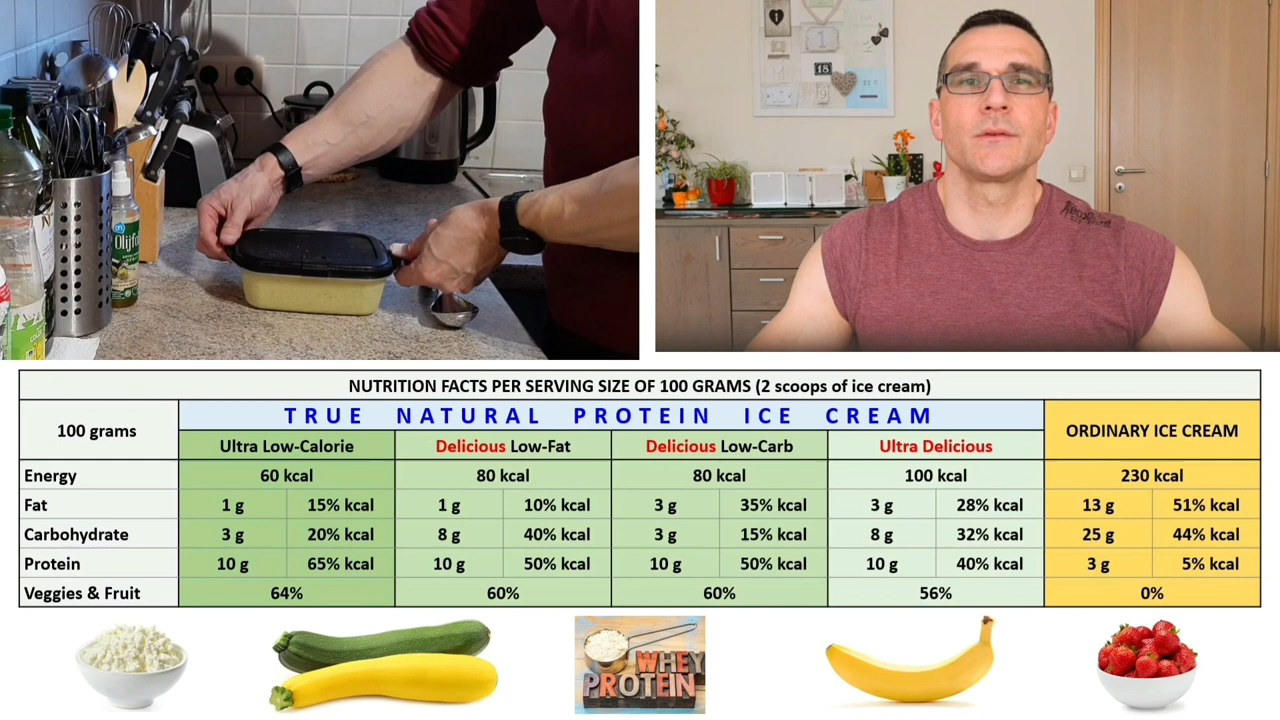 Olijfo
1
18
9
NUTRITION FACTS PER SERVING SIZE OF 100 GRAMS (2 scoops of ice cream)
100 grams
TRUE NATURAL PROTEIN ICE CREAM
ORDINARY ICE CREAM
Ultra Low-Calorie Delicious Low-Fat Delicious Low-Carb Ultra Delicious
Energy 60 kcal 80 kcal 80 kcal 100 kcal 230 kcal
Fat 1 g 15% kcal 1 g 10% kcal 3 g 35% kcal 3 g 28% kcal 13 g 51% kcal
Carbohydrate 3 g 20% kcal 8 g 40% kcal 3 g 15% kcal 8 g 32% kcal 25 g 44% kcal
Protein 10 g 65% kcal 10 g 50% kcal 10 g 50% kcal 10 g 40% kcal 3 g 5% kcal
Veggies & Fruit 64% 60% 60% 56% 0%
WHEY
PROTEIN